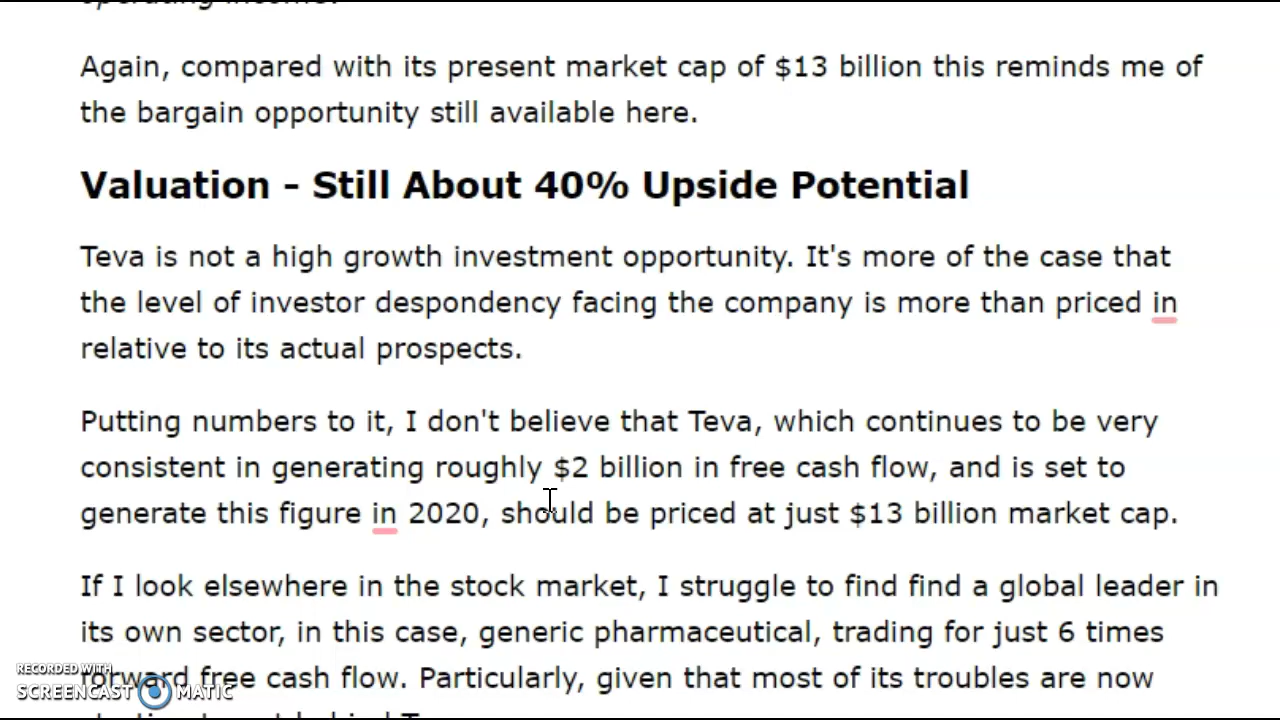 operating income.
Again, compared with its present market cap of $13 billion this reminds me of
the bargain opportunity still available here.
Valuation - Still About 40% Upside Potential
Teva is not a high growth investment opportunity. It's more of the case that
the level of investor despondency facing the company is more than priced in
relative to its actual prospects.
Putting numbers to it, I don't believe that Teva, which continues to be very
consistent in generating roughly $2 billion in free cash flow, and is set to
generate this figure in 2020, should be priced at just $13 billion market cap.
If I look elsewhere in the stock market, I struggle to find find a global leader in
its own sector, in this case, generic pharmaceutical, trading for just 6 times
forward free cash flow. Particularly, given that most of its troubles are now
RECORDED WITH
SCREENCAST MATIC